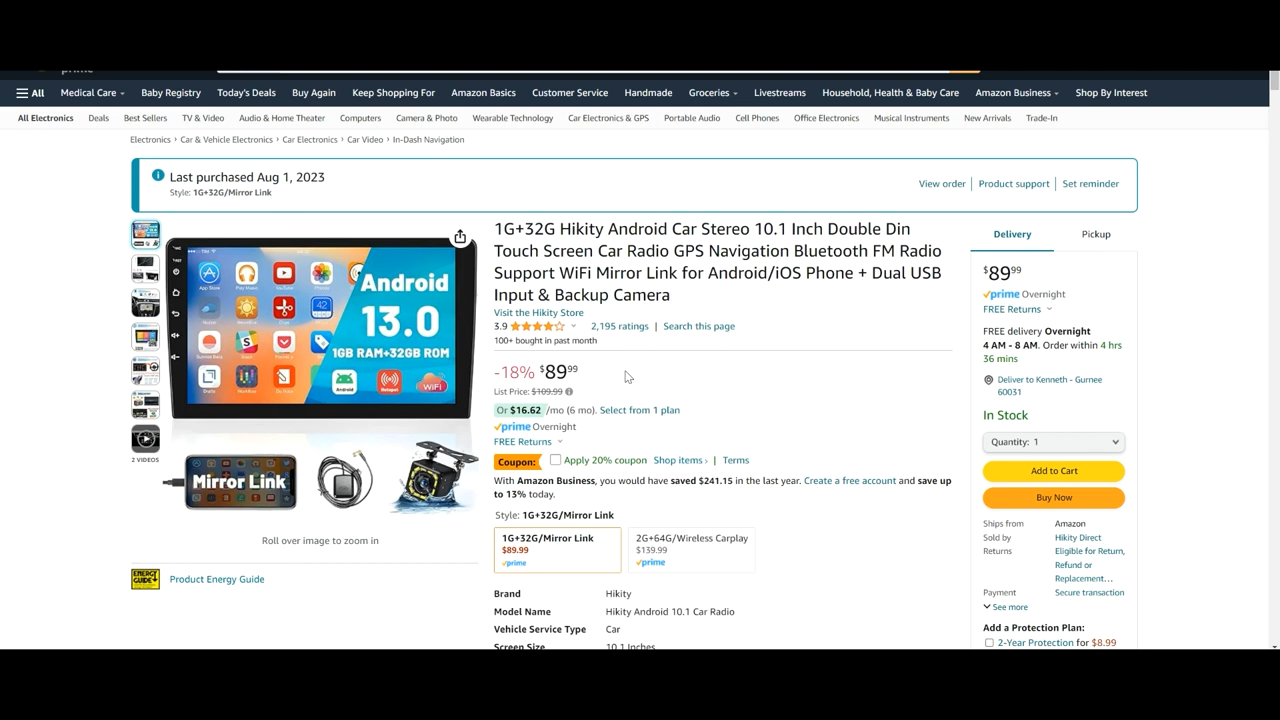 prime
All Medical Care Baby Registry Today's Deals Buy Again Keep Shopping For Amazon Basics Customer Service Handmade Groceries Livestreams Household, Health & Baby Care Amazon Business Shop By Interest
All Electronics Deals Best Sellers TV & Video Audio & Home Theater Computers Camera & Photo Wearable Technology Car Electronics & GPS Portable Audio Cell Phones Office Electronics Musical Instruments New Arrivals Trade-In
Electronics › Car & Vehicle Electronics › Car Electronics › Car Video › In-Dash Navigation
Last purchased Aug 1, 2023
Style: 1G+32G/Mirror Link
View order | Product support | Set reminder
Android
13.0
1GB RAM+32GB ROM
Android Hotspot WiFi
Mirror Link
2 VIDEOS
Roll over image to zoom in
ENERGY GUIDE
Product Energy Guide
1G+32G Hikity Android Car Stereo 10.1 Inch Double Din
Touch Screen Car Radio GPS Navigation Bluetooth FM Radio
Support WiFi Mirror Link for Android/iOS Phone + Dual USB
Input & Backup Camera
Visit the Hikity Store
3.9 2,195 ratings | Search this page
100+ bought in past month
-18% $89⁹⁹
List Price: $109.99
Or $16.62 /mo (6 mo). Select from 1 plan
prime Overnight
FREE Returns
Coupon: Apply 20% coupon Shop items › | Terms
With Amazon Business, you would have saved $241.15 in the last year. Create a free account and save up
to 13% today.
Style: 1G+32G/Mirror Link
1G+32G/Mirror Link
$89.99
prime
2G+64G/Wireless Carplay
$139.99
prime
Brand Hikity
Model Name Hikity Android 10.1 Car Radio
Vehicle Service Type Car
Screen Size 10.1 Inches
Delivery Pickup
$89⁹⁹
prime Overnight
FREE Returns
FREE delivery Overnight
4 AM - 8 AM. Order within 4 hrs
36 mins
Deliver to Kenneth - Gurnee
60031
In Stock
Quantity: 1
Add to Cart
Buy Now
Ships from Amazon
Sold by Hikity Direct
Returns Eligible for Return,
Refund or
Replacement...
Payment Secure transaction
See more
Add a Protection Plan:
2-Year Protection for $8.99